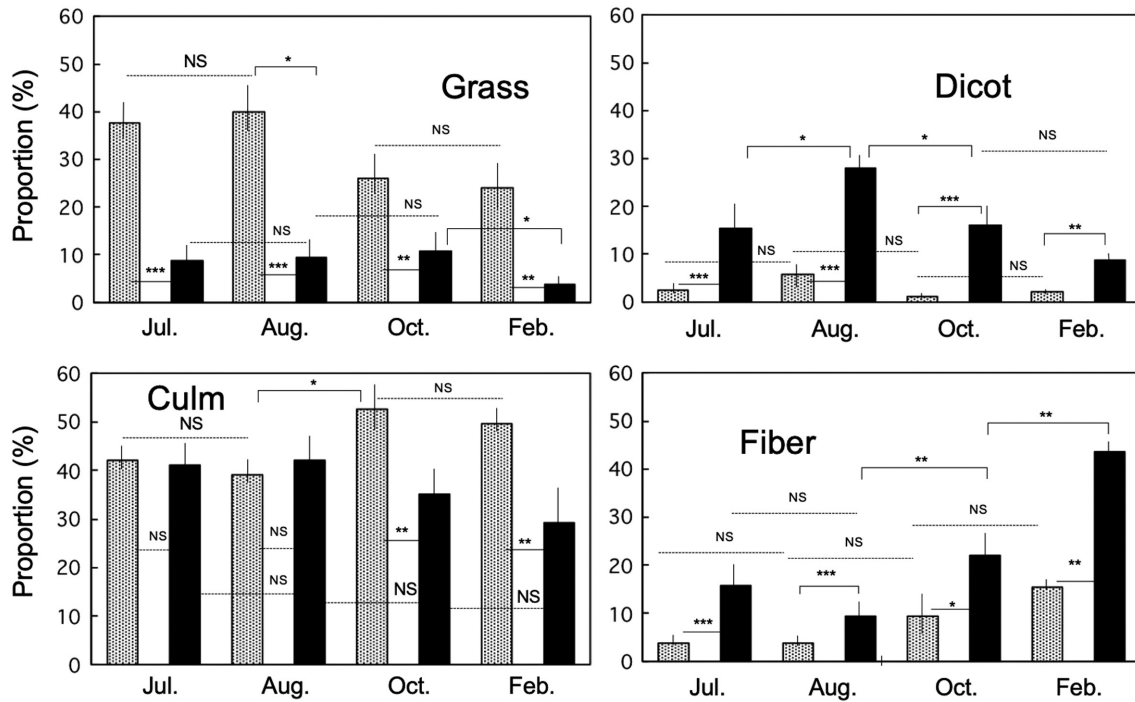 60
50
40
30
20
10
0
Proportion (%)
Grass
NS
*
NS
NS
NS
*
***
***
**
**
Jul.
Aug.
Oct.
Feb.
60
50
40
30
20
10
0
Dicot
*
*
NS
***
**
NS
NS
NS
***
***
Jul.
Aug.
Oct.
Feb.
60
50
40
30
20
10
0
Proportion (%)
Culm
NS
*
NS
NS
NS
**
**
NS
NS
NS
Jul.
Aug.
Oct.
Feb.
60
50
40
30
20
10
0
Fiber
**
**
NS
NS
NS
NS
***
**
***
*
Jul.
Aug.
Oct.
Feb.